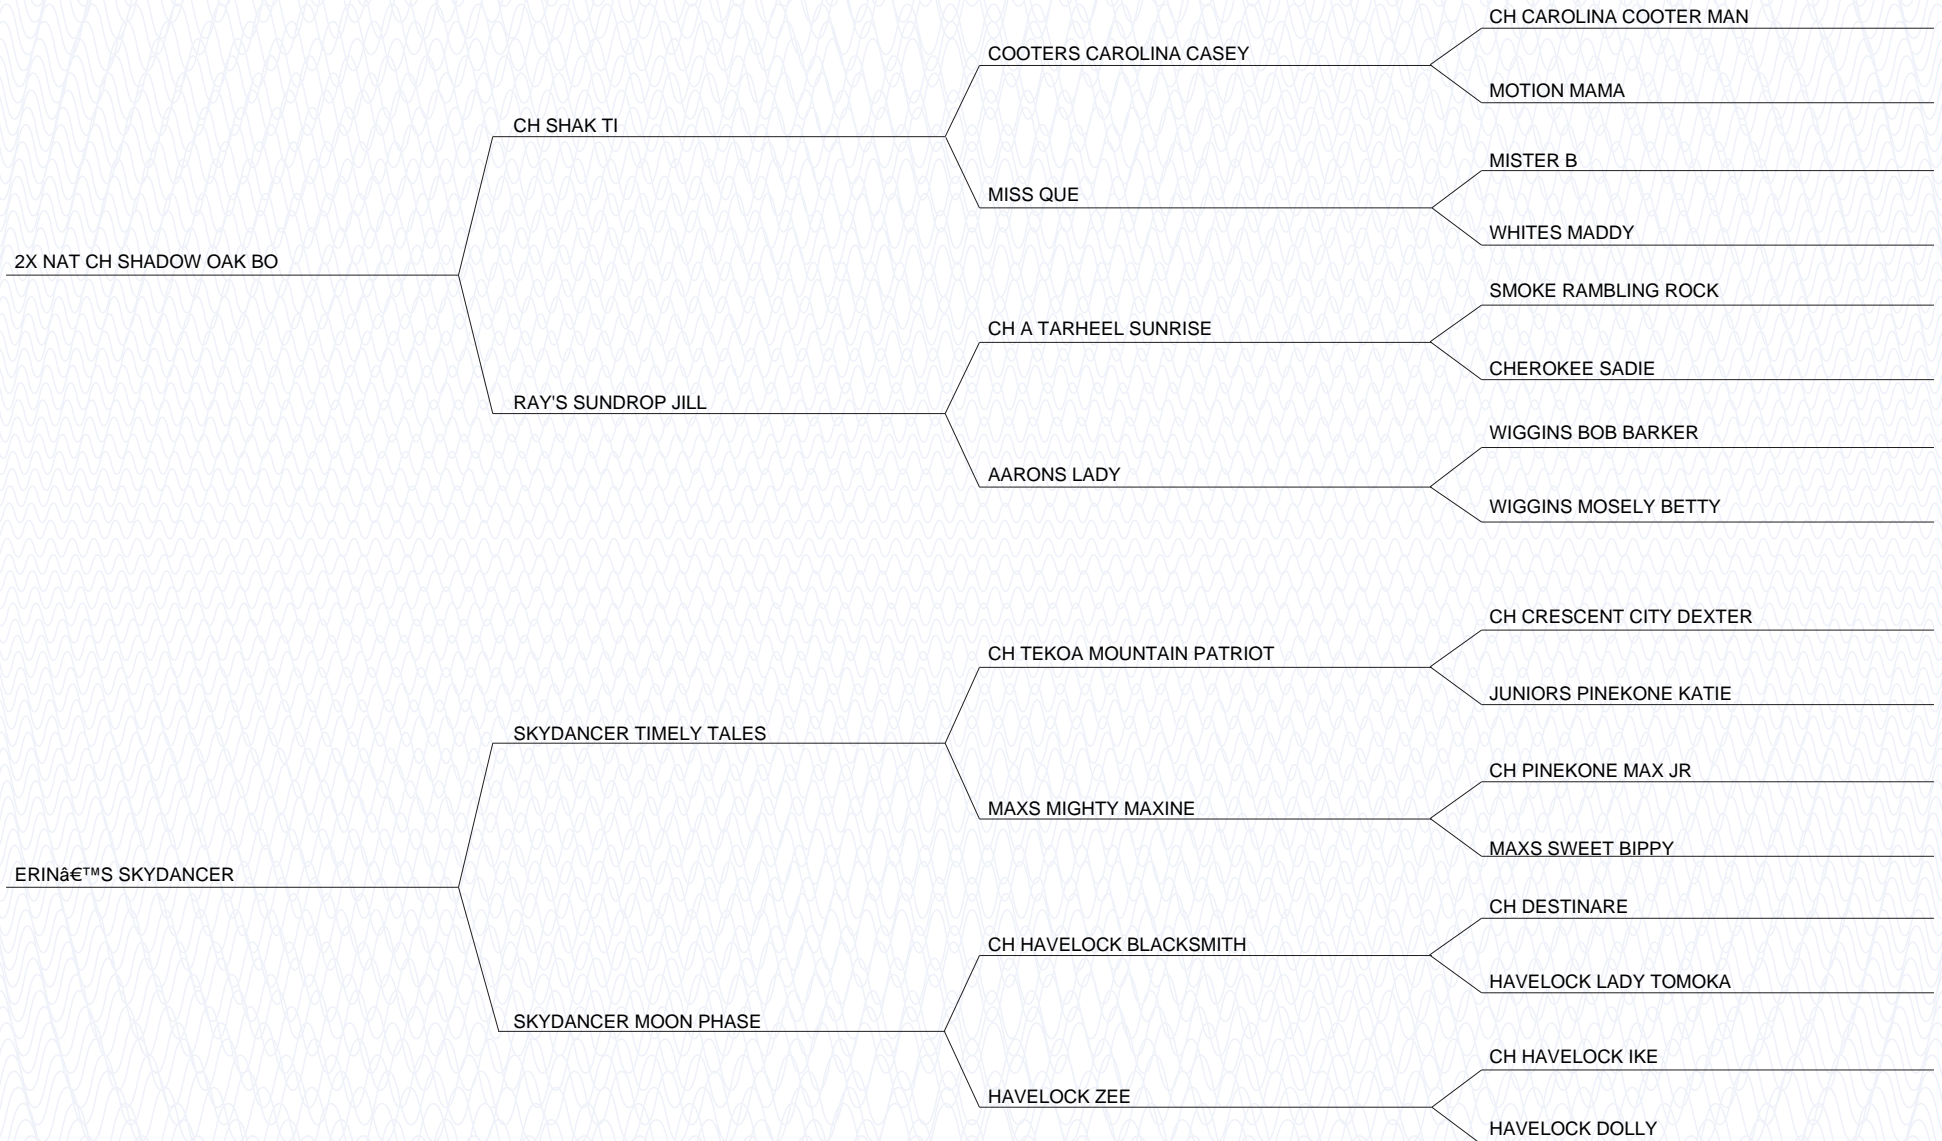 CH CAROLINA COOTER MAN
COOTERS CAROLINA CASEY
MOTION MAMA
CH SHAK TI
MISTER B
MISS QUE
WHITES MADDY
2X NAT CH SHADOW OAK BO
SMOKE RAMBLING ROCK
CH A TARHEEL SUNRISE
CHEROKEE SADIE
RAY'S SUNDROP JILL
WIGGINS BOB BARKER
AARONS LADY
WIGGINS MOSELY BETTY
CH CRESCENT CITY DEXTER
CH TEKOA MOUNTAIN PATRIOT
JUNIORS PINEKONE KATIE
SKYDANCER TIMELY TALES
CH PINEKONE MAX JR
MAXS MIGHTY MAXINE
MAXS SWEET BIPPY
ERINâ€™S SKYDANCER
CH DESTINARE
CH HAVELOCK BLACKSMITH
HAVELOCK LADY TOMOKA
SKYDANCER MOON PHASE
CH HAVELOCK IKE
HAVELOCK ZEE
HAVELOCK DOLLY